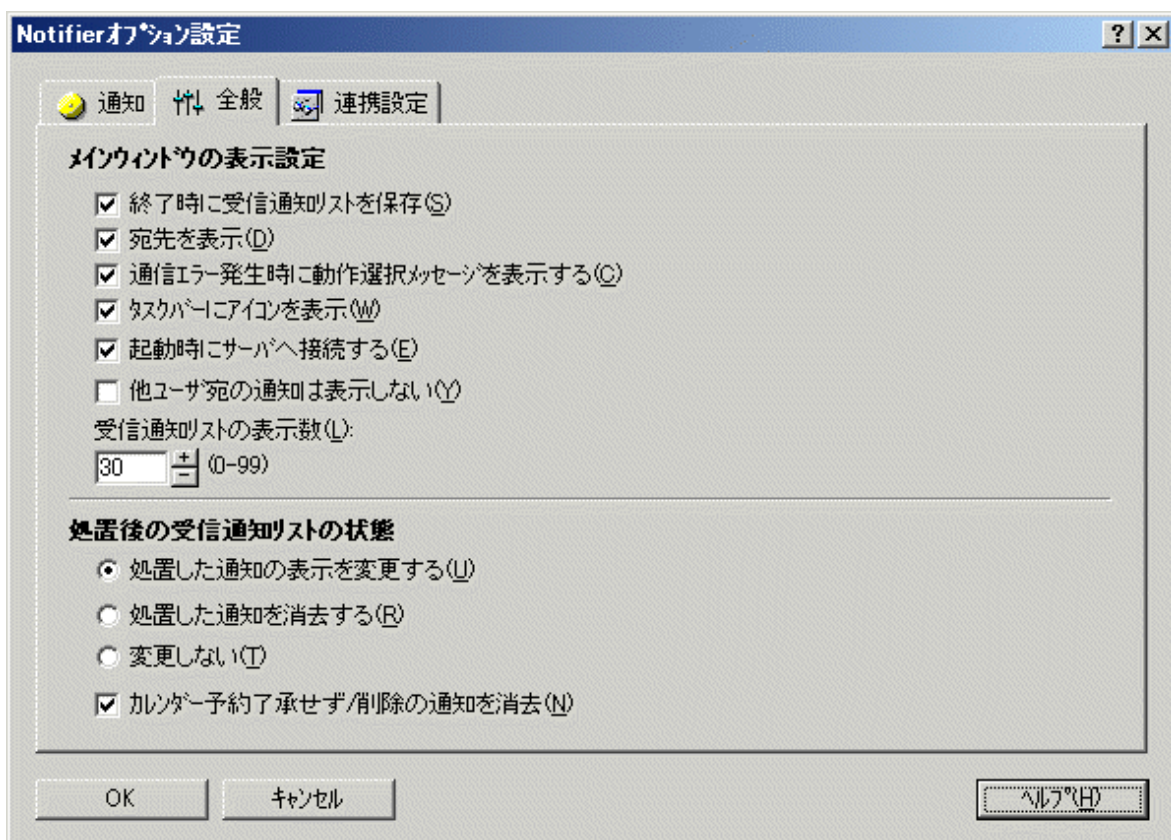 Notifierｵﾌﾟｼｮﾝ設定
通知 全般 連携設定
ﾒｲﾝｳｨﾝﾄﾞｳの表示設定
終了時に受信通知ﾘｽﾄを保存(S)
宛先を表示(D)
通信ｴﾗｰ発生時に動作選択ﾒｯｾｰｼﾞを表示する(C)
ﾀｽｸﾊﾞｰにｱｲｺﾝを表示(W)
起動時にｻｰﾊﾞへ接続する(E)
他ﾕｰｻﾞ宛の通知は表示しない(Y)
受信通知ﾘｽﾄの表示数(L):
30 (0-99)
処置後の受信通知ﾘｽﾄの状態
処置した通知の表示を変更する(U)
処置した通知を消去する(R)
変更しない(T)
ｶﾚﾝﾀﾞｰ予約了承せず/削除の通知を消去(N)
OK ｷｬﾝｾﾙ ﾍﾙﾌﾟ(H)